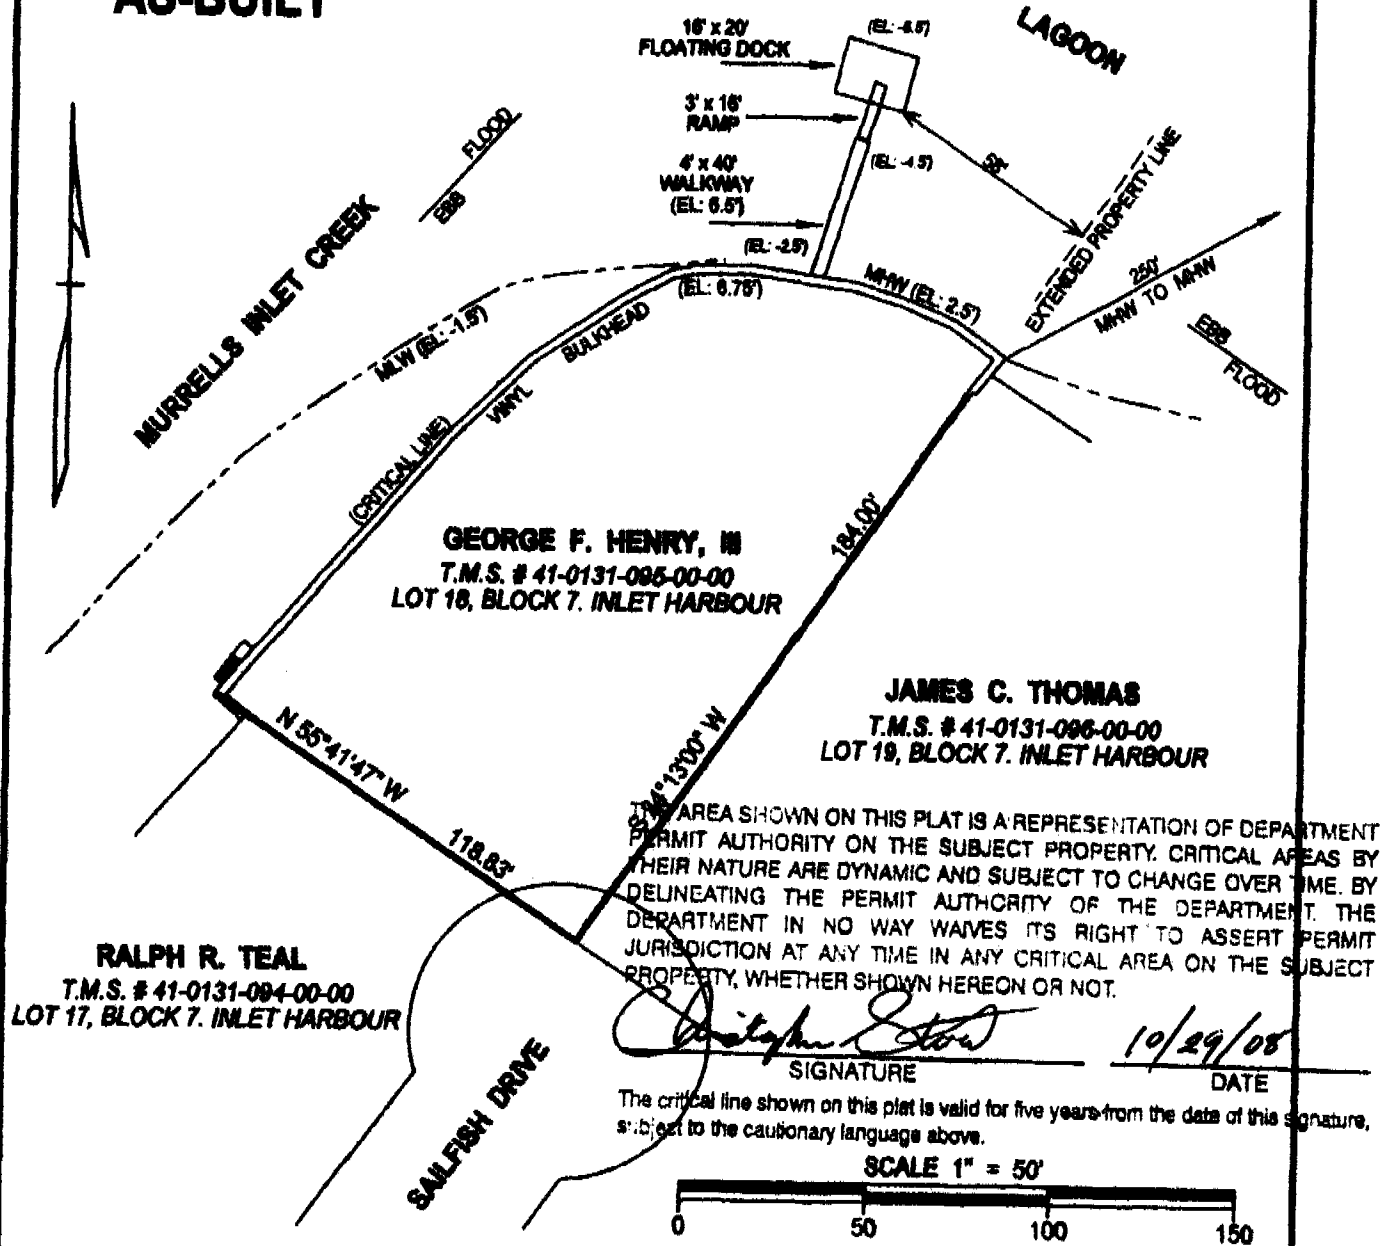 AS-BUILT
LAGOON
16' x 20'
FLOATING DOCK
(EL: -6.5')
3' x 16'
RAMP
(EL: -4.5')
4' x 40'
WALKWAY
(EL: 6.5')
(EL: -2.5')
EXTENDED PROPERTY LINE
250'
MHW TO MHW
EBB
FLOOD
FLOOD
EBB
MURRELLS INLET CREEK
MLW (EL: -1.5')
(EL: 6.75')
MHW (EL: 2.5')
VINYL BULKHEAD
(CRITICAL LINE)
GEORGE F. HENRY, III
T.M.S. # 41-0131-095-00-00
LOT 18, BLOCK 7. INLET HARBOUR
184.00'
JAMES C. THOMAS
T.M.S. # 41-0131-096-00-00
LOT 19, BLOCK 7. INLET HARBOUR
N 55°41'47" W
118.83'
RALPH R. TEAL
T.M.S. # 41-0131-094-00-00
LOT 17, BLOCK 7. INLET HARBOUR
SAILFISH DRIVE
THE AREA SHOWN ON THIS PLAT IS A REPRESENTATION OF DEPARTMENT
PERMIT AUTHORITY ON THE SUBJECT PROPERTY. CRITICAL AREAS BY
THEIR NATURE ARE DYNAMIC AND SUBJECT TO CHANGE OVER TIME. BY
DELINEATING THE PERMIT AUTHORITY OF THE DEPARTMENT. THE
DEPARTMENT IN NO WAY WAIVES ITS RIGHT TO ASSERT PERMIT
JURISDICTION AT ANY TIME IN ANY CRITICAL AREA ON THE SUBJECT
PROPERTY, WHETHER SHOWN HEREON OR NOT.
10/29/08
SIGNATURE
DATE
The critical line shown on this plat is valid for five years from the date of this signature,
subject to the cautionary language above.
SCALE 1" = 50'
0 50 100 150